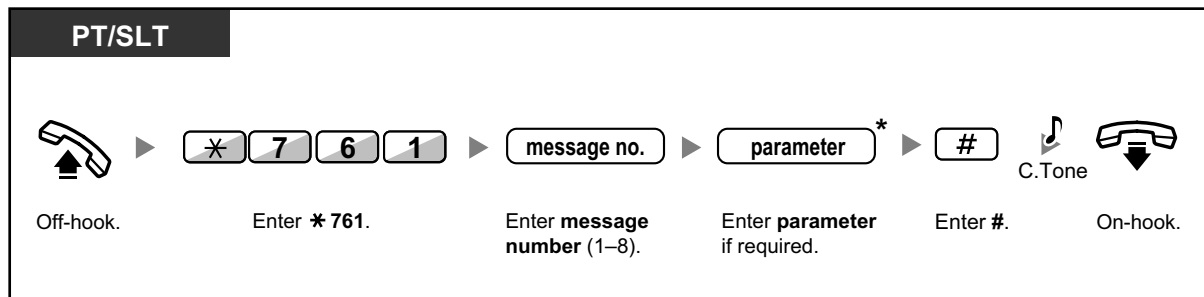 PT/SLT
* 7 6 1
message no.
parameter*
#
C.Tone
Off-hook.
Enter * 761.
Enter message
number (1–8).
Enter parameter
if required.
Enter #.
On-hook.